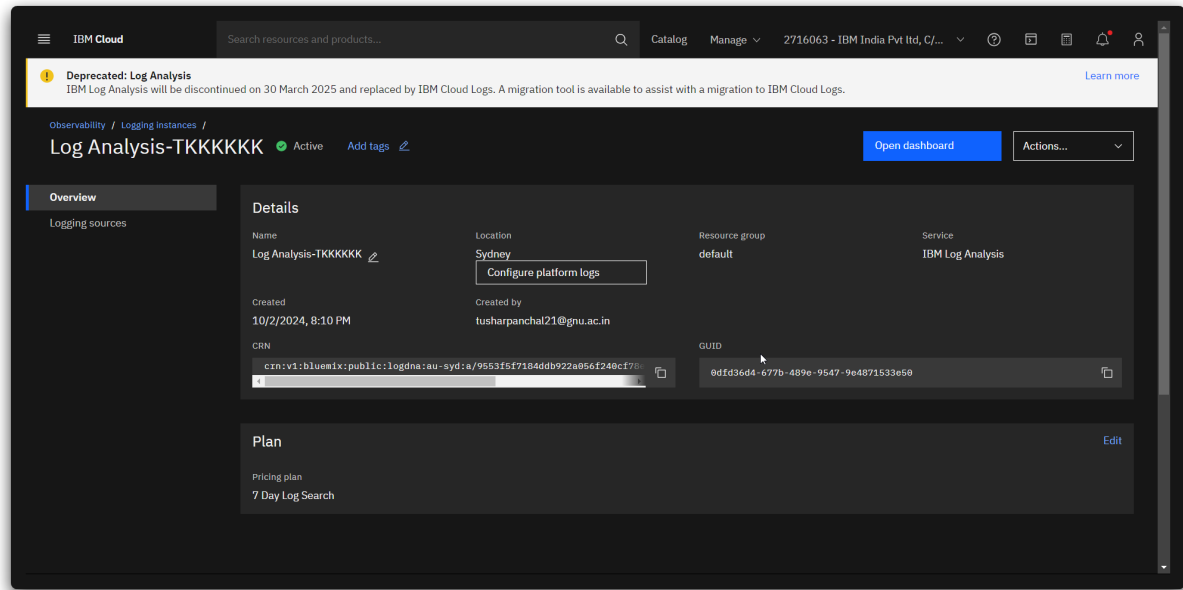 IBM Cloud
Search resources and products...
Catalog
Manage
2716063 - IBM India Pvt ltd, C/...
Deprecated: Log Analysis
Learn more
IBM Log Analysis will be discontinued on 30 March 2025 and replaced by IBM Cloud Logs. A migration tool is available to assist with a migration to IBM Cloud Logs.
Observability / Logging instances /
Log Analysis-TKKKKKK
Active
Add tags
Open dashboard
Actions...
Overview
Logging sources
Details
Name
Location
Resource group
Service
Log Analysis-TKKKKKK
Sydney
default
IBM Log Analysis
Configure platform logs
Created
Created by
10/2/2024, 8:10 PM
tusharpanchal21@gnu.ac.in
CRN
GUID
crn:v1:bluemix:public:logdna:au-syd:a/9553f5f7184ddb922a056f240cf78
0dfd36d4-677b-489e-9547-9e4871533e50
Plan
Edit
Pricing plan
7 Day Log Search